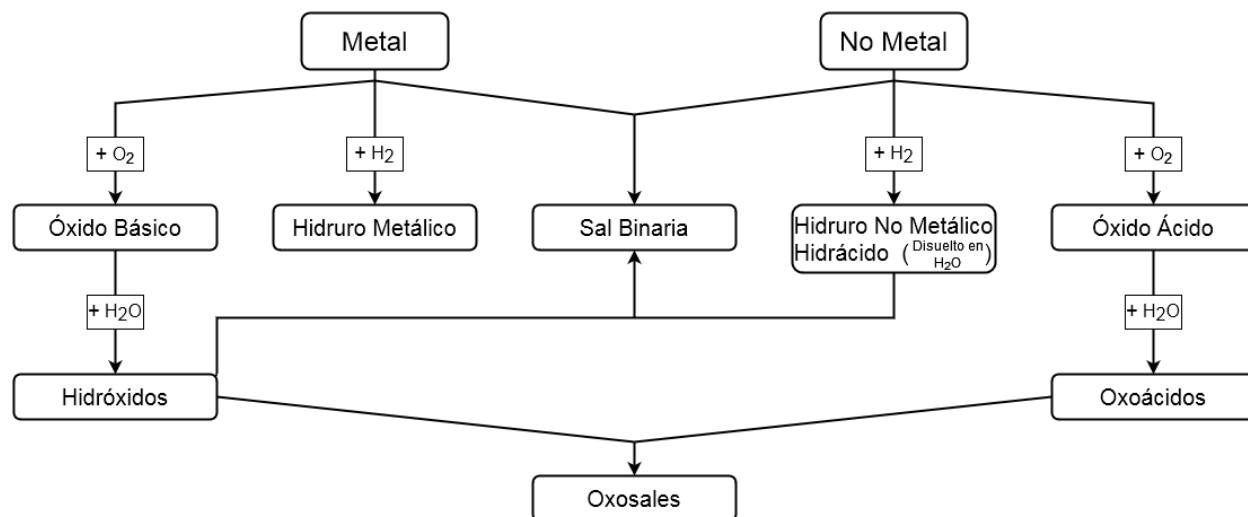 Metal
No Metal
+ O₂
+ H₂
+ H₂
+ O₂
Óxido Básico
Hidruro Metálico
Sal Binaria
Hidruro No Metálico
Hidrácido (Disuelto en
H₂O)
Óxido Ácido
+ H₂O
+ H₂O
Hidróxidos
Oxoácidos
Oxosales